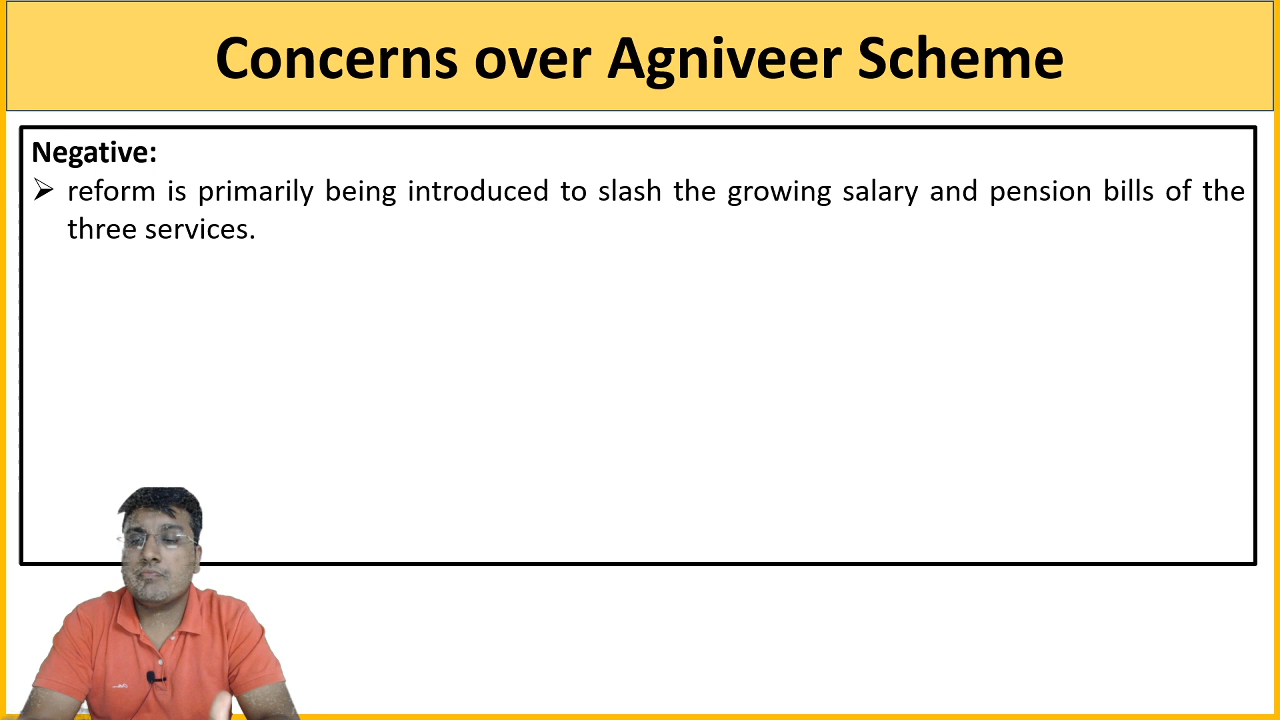 Concerns over Agniveer Scheme
Negative:
➢ reform is primarily being introduced to slash the growing salary and pension bills of the
three services.